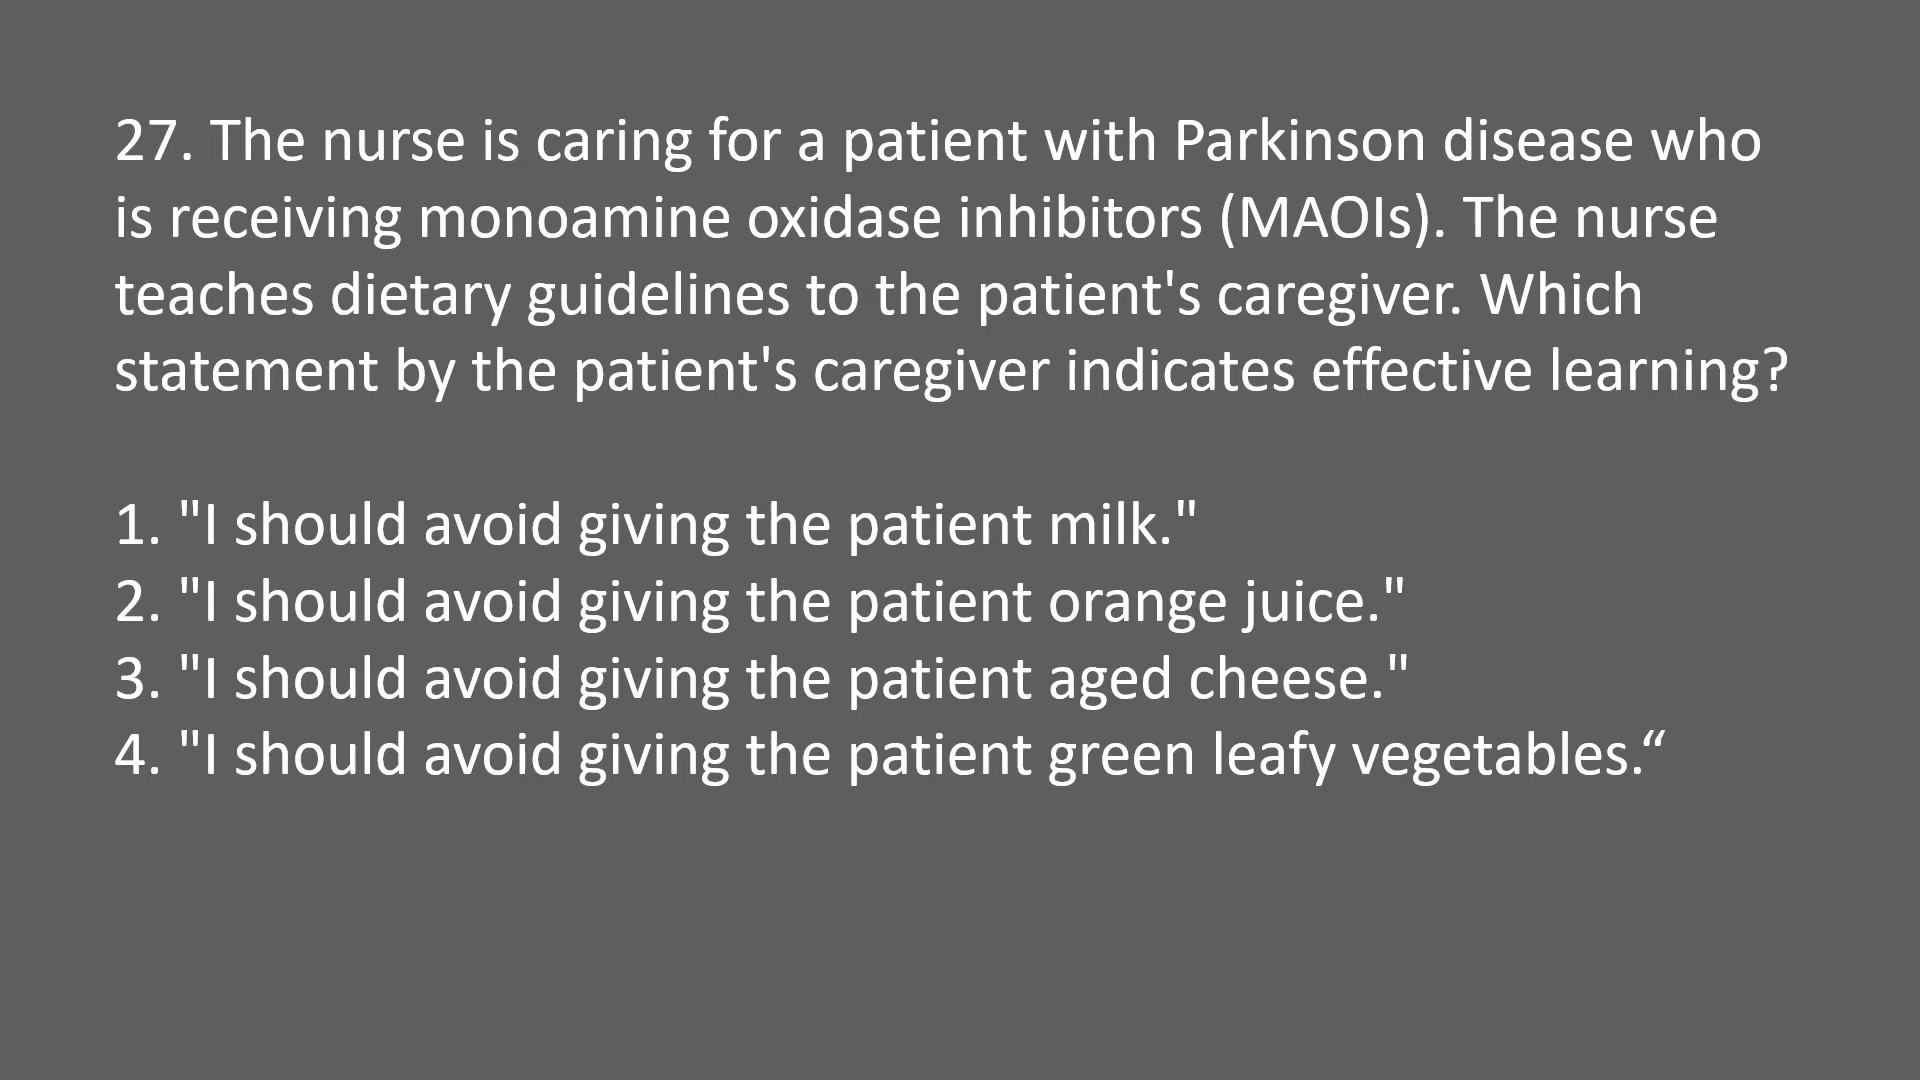 27. The nurse is caring for a patient with Parkinson disease who
is receiving monoamine oxidase inhibitors (MAOIs). The nurse
teaches dietary guidelines to the patient's caregiver. Which
statement by the patient's caregiver indicates effective learning?
1. "I should avoid giving the patient milk."
2. "I should avoid giving the patient orange juice."
3. "I should avoid giving the patient aged cheese."
4. "I should avoid giving the patient green leafy vegetables.“